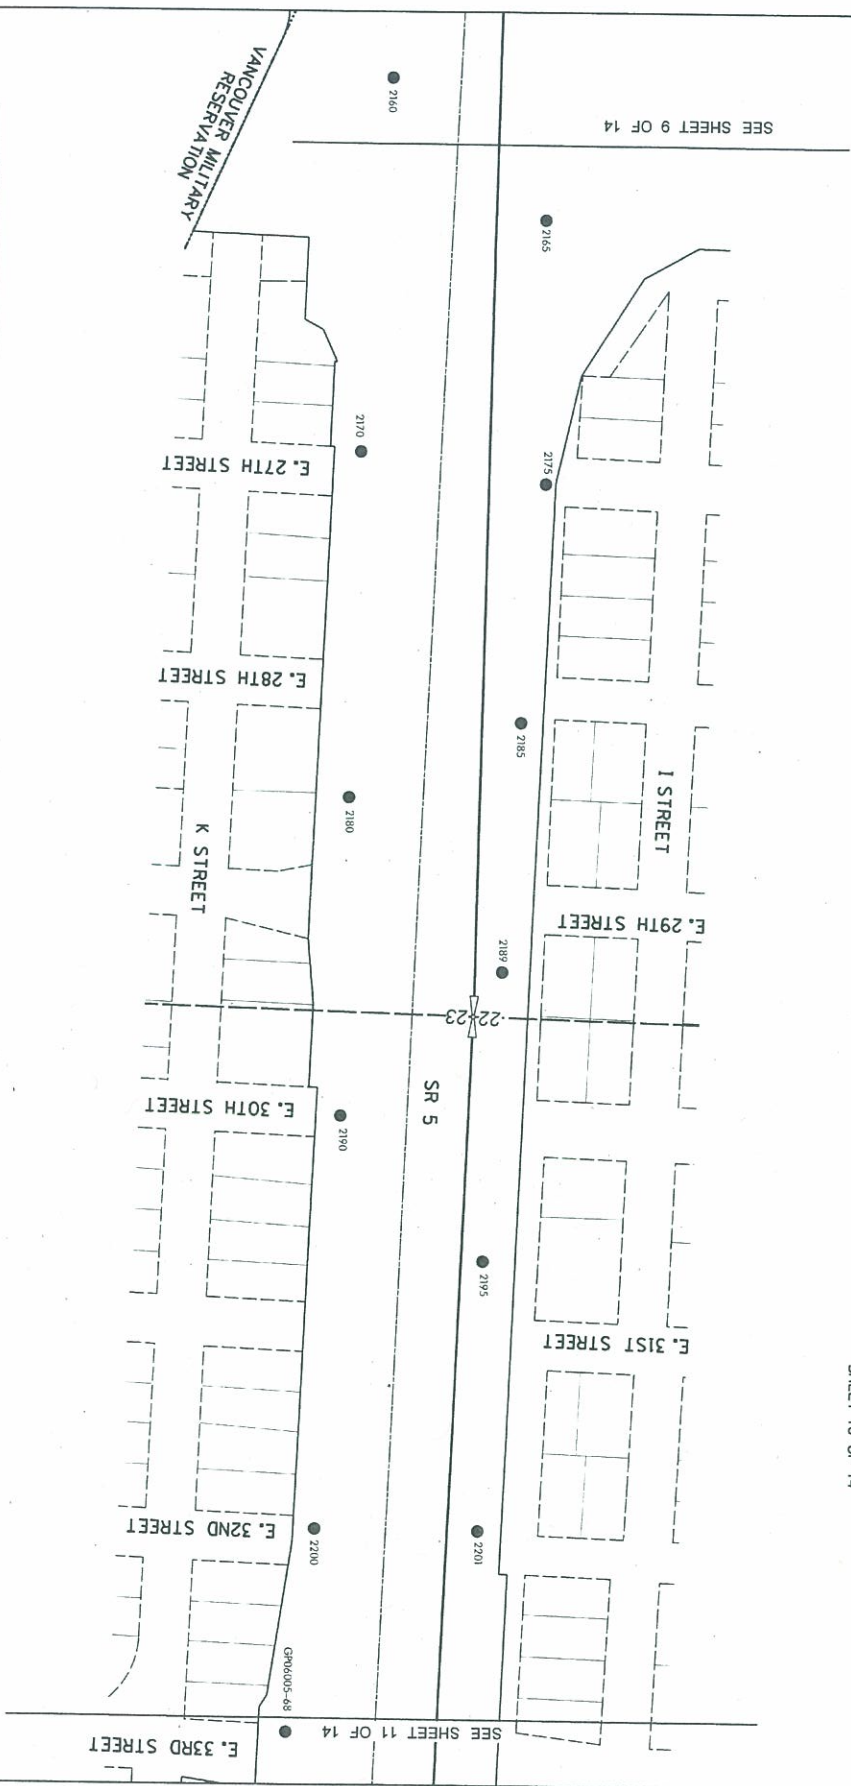 VANCOUVER MILITARY
RESERVATION
2160
SEE SHEET 9 OF 14
2165
2170
E. 27TH STREET
2175
E. 28TH STREET
2185
I STREET
2180
K STREET
E. 29TH STREET
2189
22
23
SR 5
E. 30TH STREET
2190
2195
E. 31ST STREET
E. 32ND STREET
2200
2201
GP06005-68
SEE SHEET 11 OF 14
E. 33RD STREET